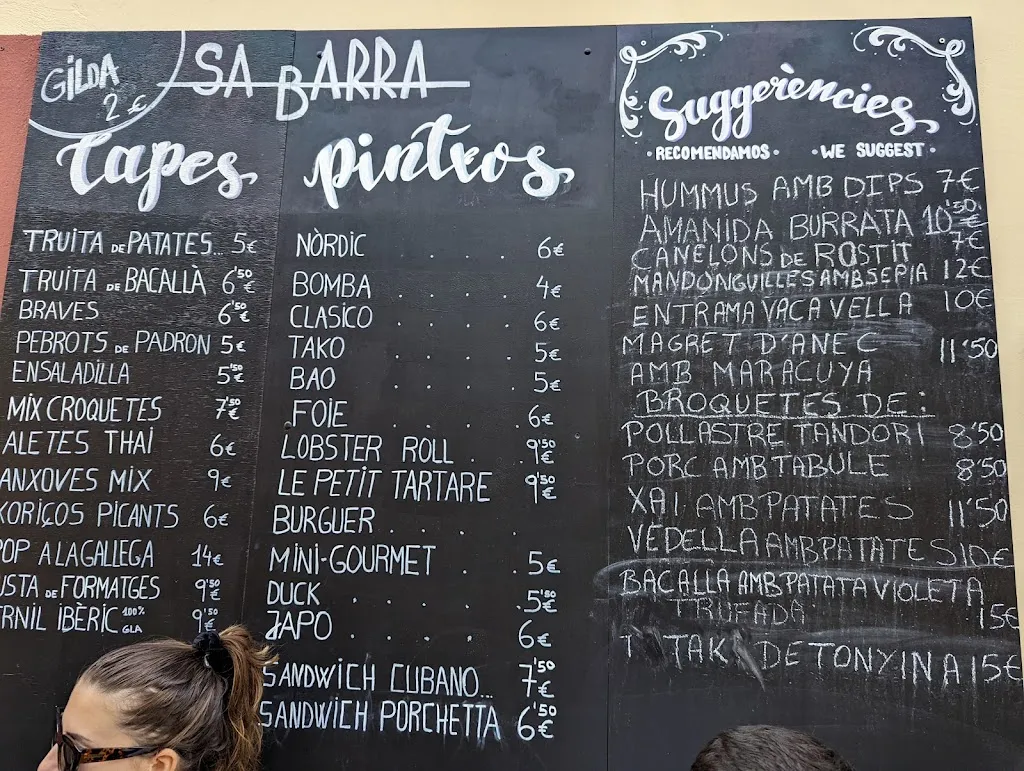 GILDA
2€
SA BARRA
Tapes
TRUITA DE PATATES... 5€
TRUITA DE BACALLÀ 6'50€
BRAVES 6'50€
PEBROTS DE PADRON 5€
ENSALADILLA 5'50€
MIX CROQUETES 7'50€
ALETES THAI 6€
ANXOVES MIX 9€
XORIÇOS PICANTS 6€
POP A LA GALLEGA 14€
USTA DE FORMATGES 9'50€
ERNIL IBÈRIC 100% GLA 9'50
Pintxos
NÒRDIC . . . . 6€
BOMBA . . . . 4€
CLASICO . . . . . 6€
TAKO . . . . . 5€
BAO . . . . . 5€
FOIE . . . . . 6€
LOBSTER ROLL . . 9'50€
LE PETIT TARTARE 9'50€
BURGUER . . . .
MINI-GOURMET . . 5€
DUCK . . . . . 5'80€
JAPO . . . . . 6€
SANDWICH CUBANO... 7'50€
SANDWICH PORCHETTA 6'50€
Suggerències
· RECOMENDAMOS · · WE SUGGEST ·
HUMMUS AMB DIPS 7€
AMANIDA BURRATA 10'50€
CANELONS DE ROSTIT 7€
MANDONGUILLES AMB SEPIA 12€
ENTRAMA VACA VELLA 10€
MAGRET D'ANEC 11'50
AMB MARACUYA
BROQUETES DE:
POLLASTRE TANDORI 8'50
PORC AMB TABULE 8'50
XAI AMB PATATES 11'50
VEDELLA AMB PATATES 10€
BACALLA AMB PATATA VIOLETA
TRUFADA 15€
TATAKI DE TONYINA 15€